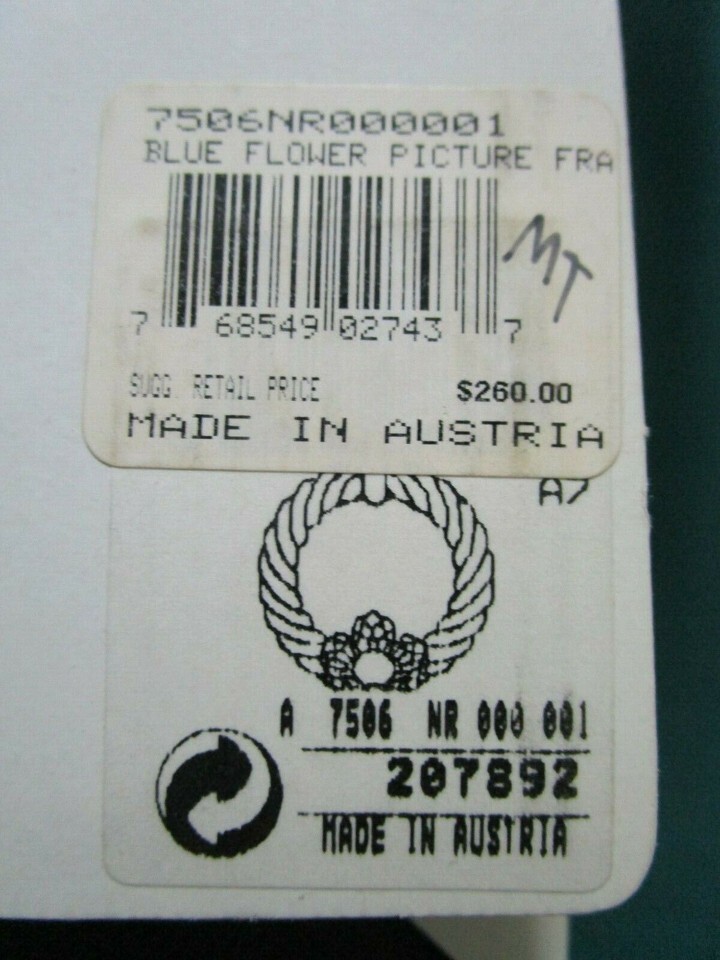 7506NR000001
BLUE FLOWER PICTURE FRA
MT
7 68549 02743 7
SUGG. RETAIL PRICE $260.00
MADE IN AUSTRIA
A7
A 7506 NR 000 001
207892
MADE IN AUSTRIA